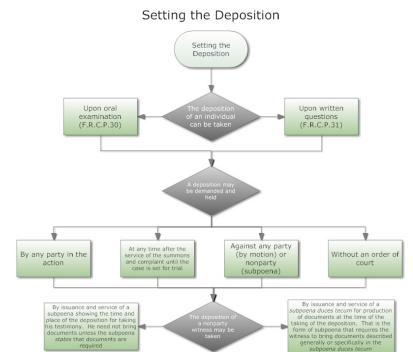 Setting the Deposition
Setting the
Deposition
Upon oral
examination
(F.R.C.P.30)
The deposition
of an individual
can be taken
Upon written
questions
(F.R.C.P.31)
A deposition may
be demanded and
held
By any party in the
action
At any time after the
service of the summons
and complaint until the
case is set for trial
Against any party
(by motion) or
nonparty
(subpoena)
Without an order of
court
By issuance and service of a
subpoena showing the time and
place of the deposition for taking
his testimony. He need not bring
documents unless the subpoena
states that documents are
required
The deposition of
a nonparty
witness may be
taken
By issuance and service of
subpoena duces tecum for production
of documents at the time of the
taking of the deposition. That is the
form of subpoena that requires the
witness to bring documents described
generally or specifically in the
subpoena duces tecum